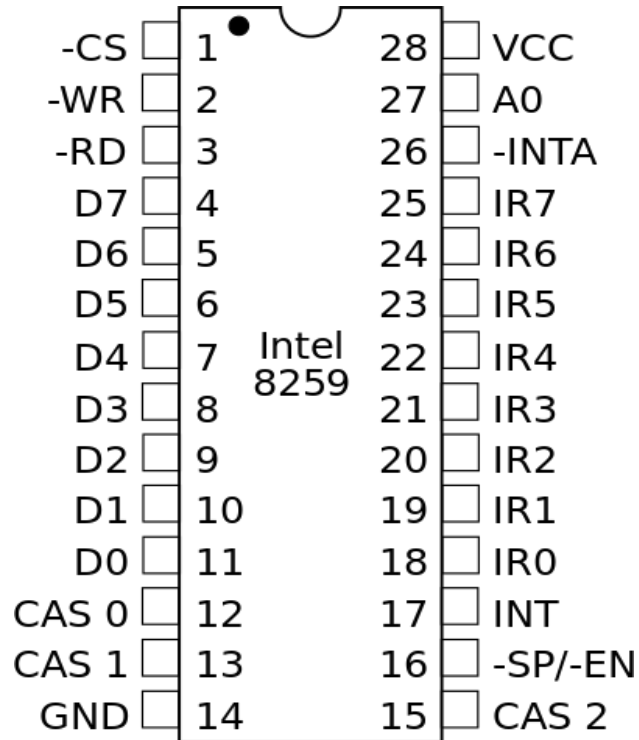 -CS 1 28 VCC
-WR 2 27 A0
-RD 3 26 -INTA
D7 4 25 IR7
D6 5 24 IR6
D5 6 23 IR5
D4 7 Intel 22 IR4
8259
D3 8 21 IR3
D2 9 20 IR2
D1 10 19 IR1
D0 11 18 IR0
CAS 0 12 17 INT
CAS 1 13 16 -SP/-EN
GND 14 15 CAS 2